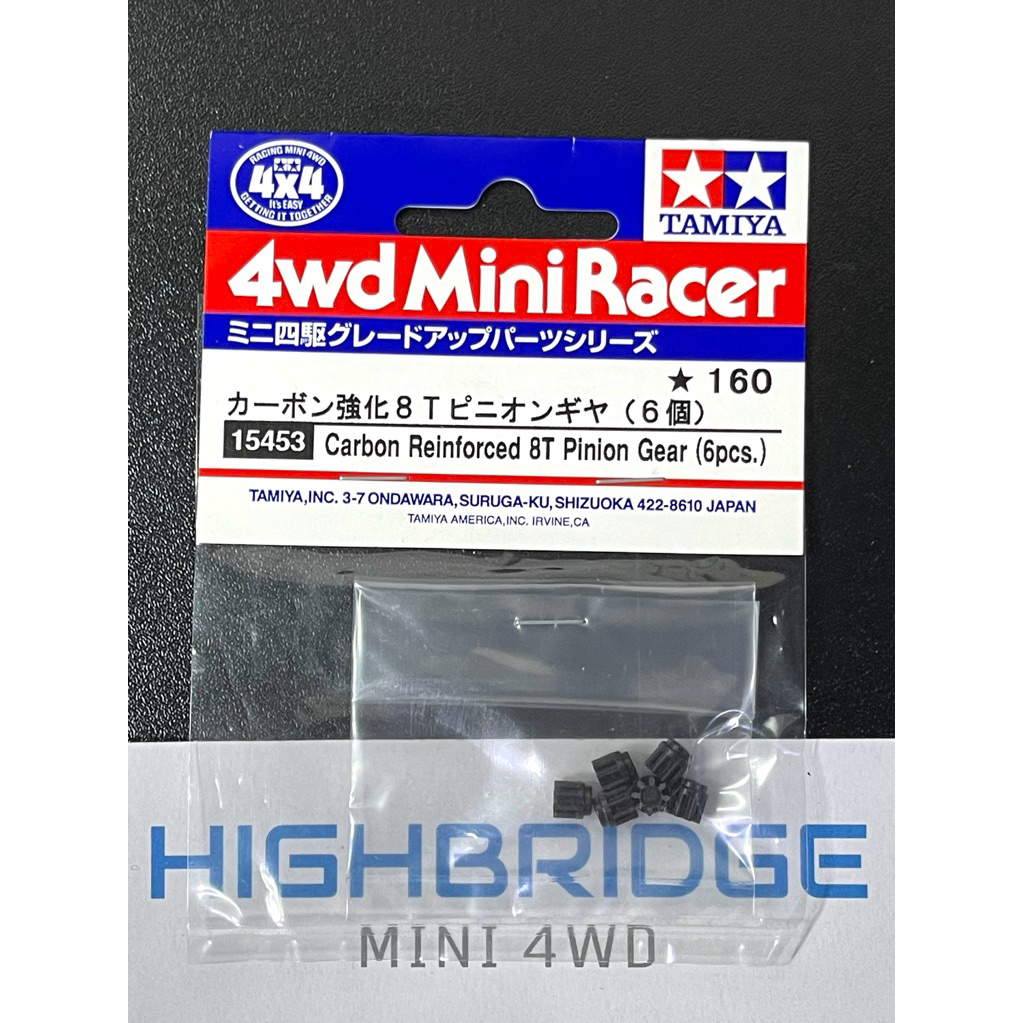 RACING MINI 4WD
4x4
It's EASY
GETTING IT TOGETHER
TAMIYA
4wd Mini Racer
ミニ四駆グレードアップパーツシリーズ
★ 160
カーボン強化8Tピニオンギヤ（6個）
15453 Carbon Reinforced 8T Pinion Gear (6pcs.)
TAMIYA,INC. 3-7 ONDAWARA,SURUGA-KU,SHIZUOKA 422-8610 JAPAN
TAMIYA AMERICA,INC. IRVINE,CA
HIGHBRIDGE
MINI 4WD